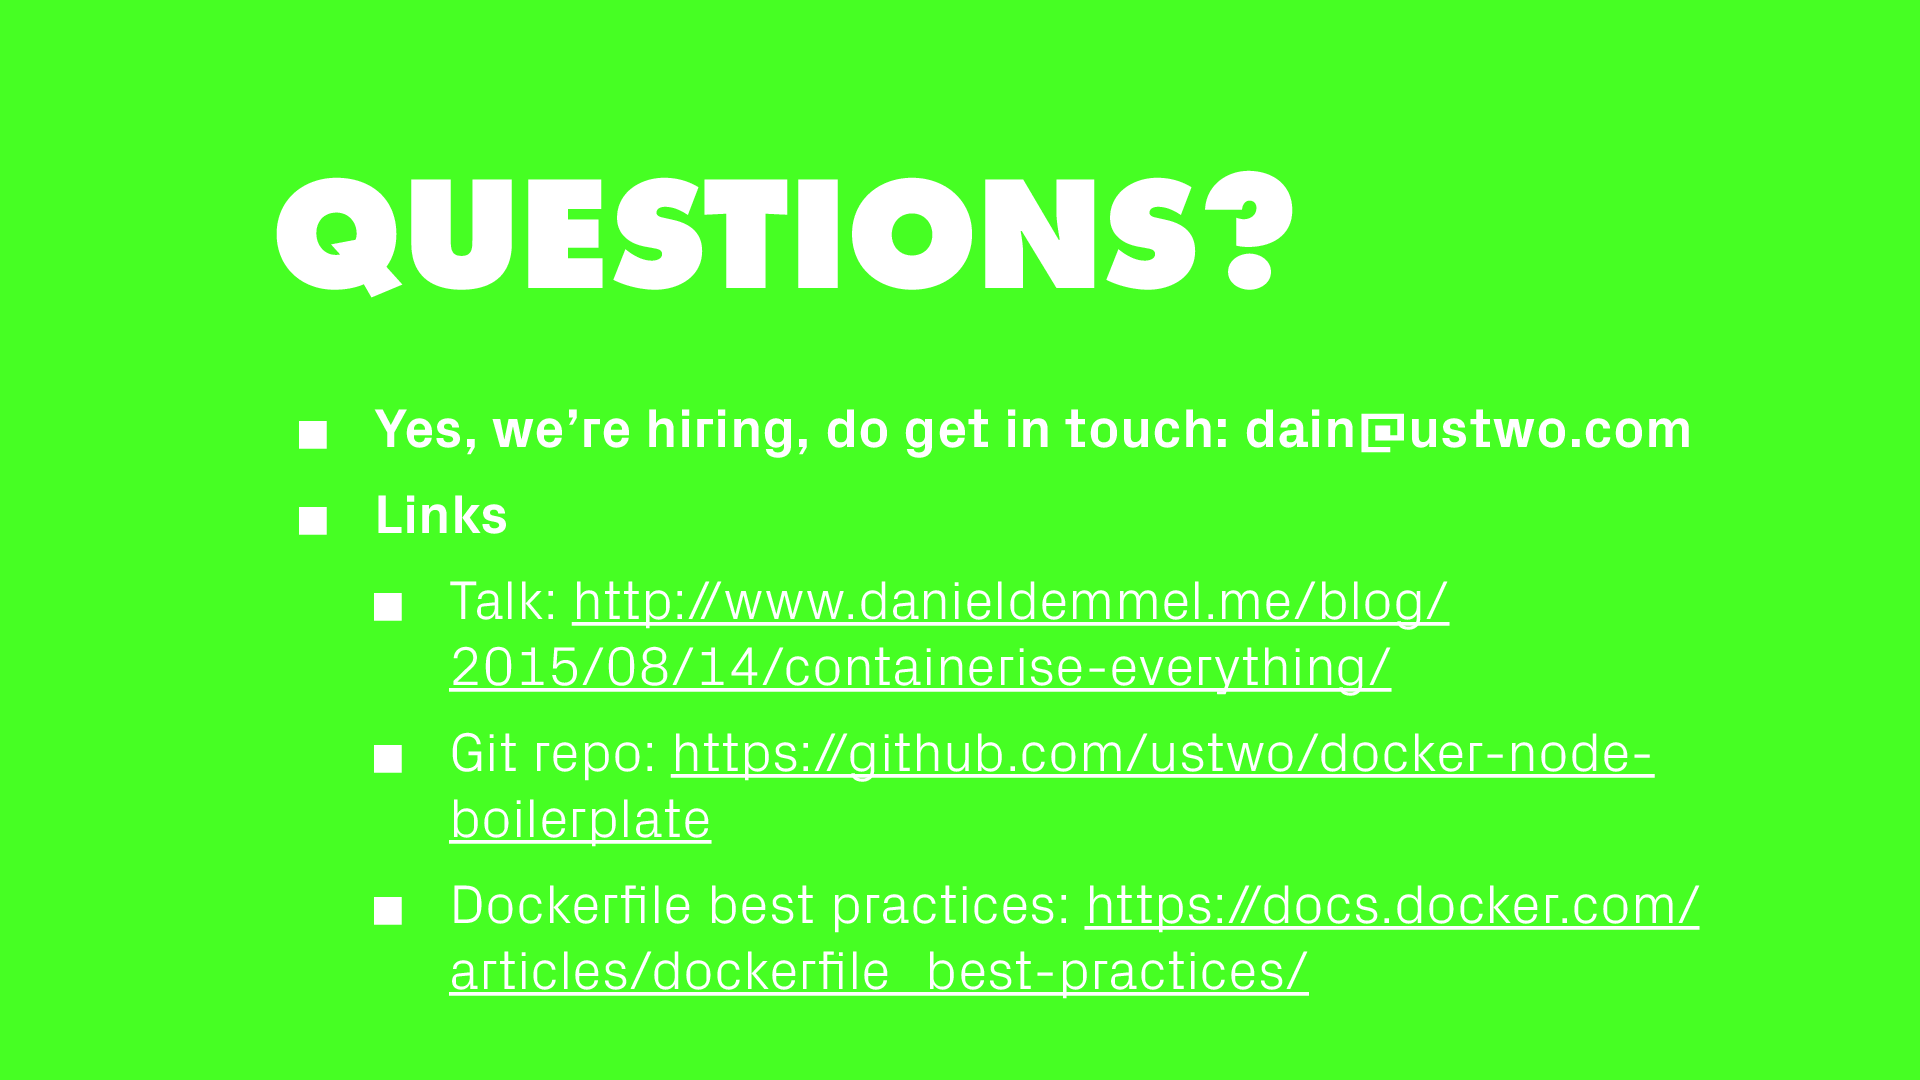 QUESTIONS?
Yes, we’re hiring, do get in touch: dain@ustwo.com
Links
Talk: http://www.danieldemmel.me/blog/
2015/08/14/containerise-everything/
Git repo: https://github.com/ustwo/docker-node-
boilerplate
Dockerfile best practices: https://docs.docker.com/
articles/dockerfile_best-practices/